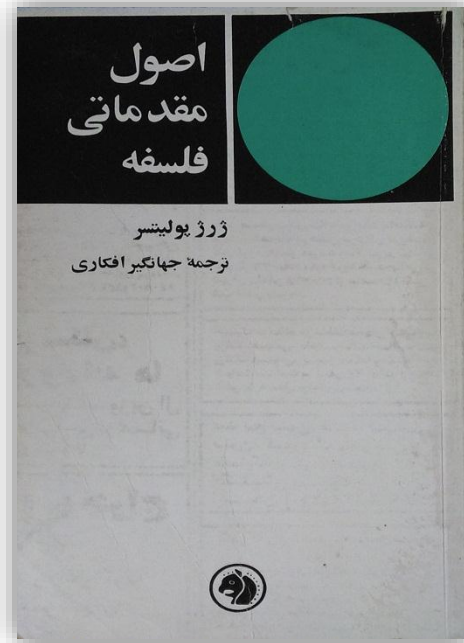 اصول
مقدماتی
فلسفه
ژرژ پولیتسر
ترجمهٔ جهانگیر افکاری